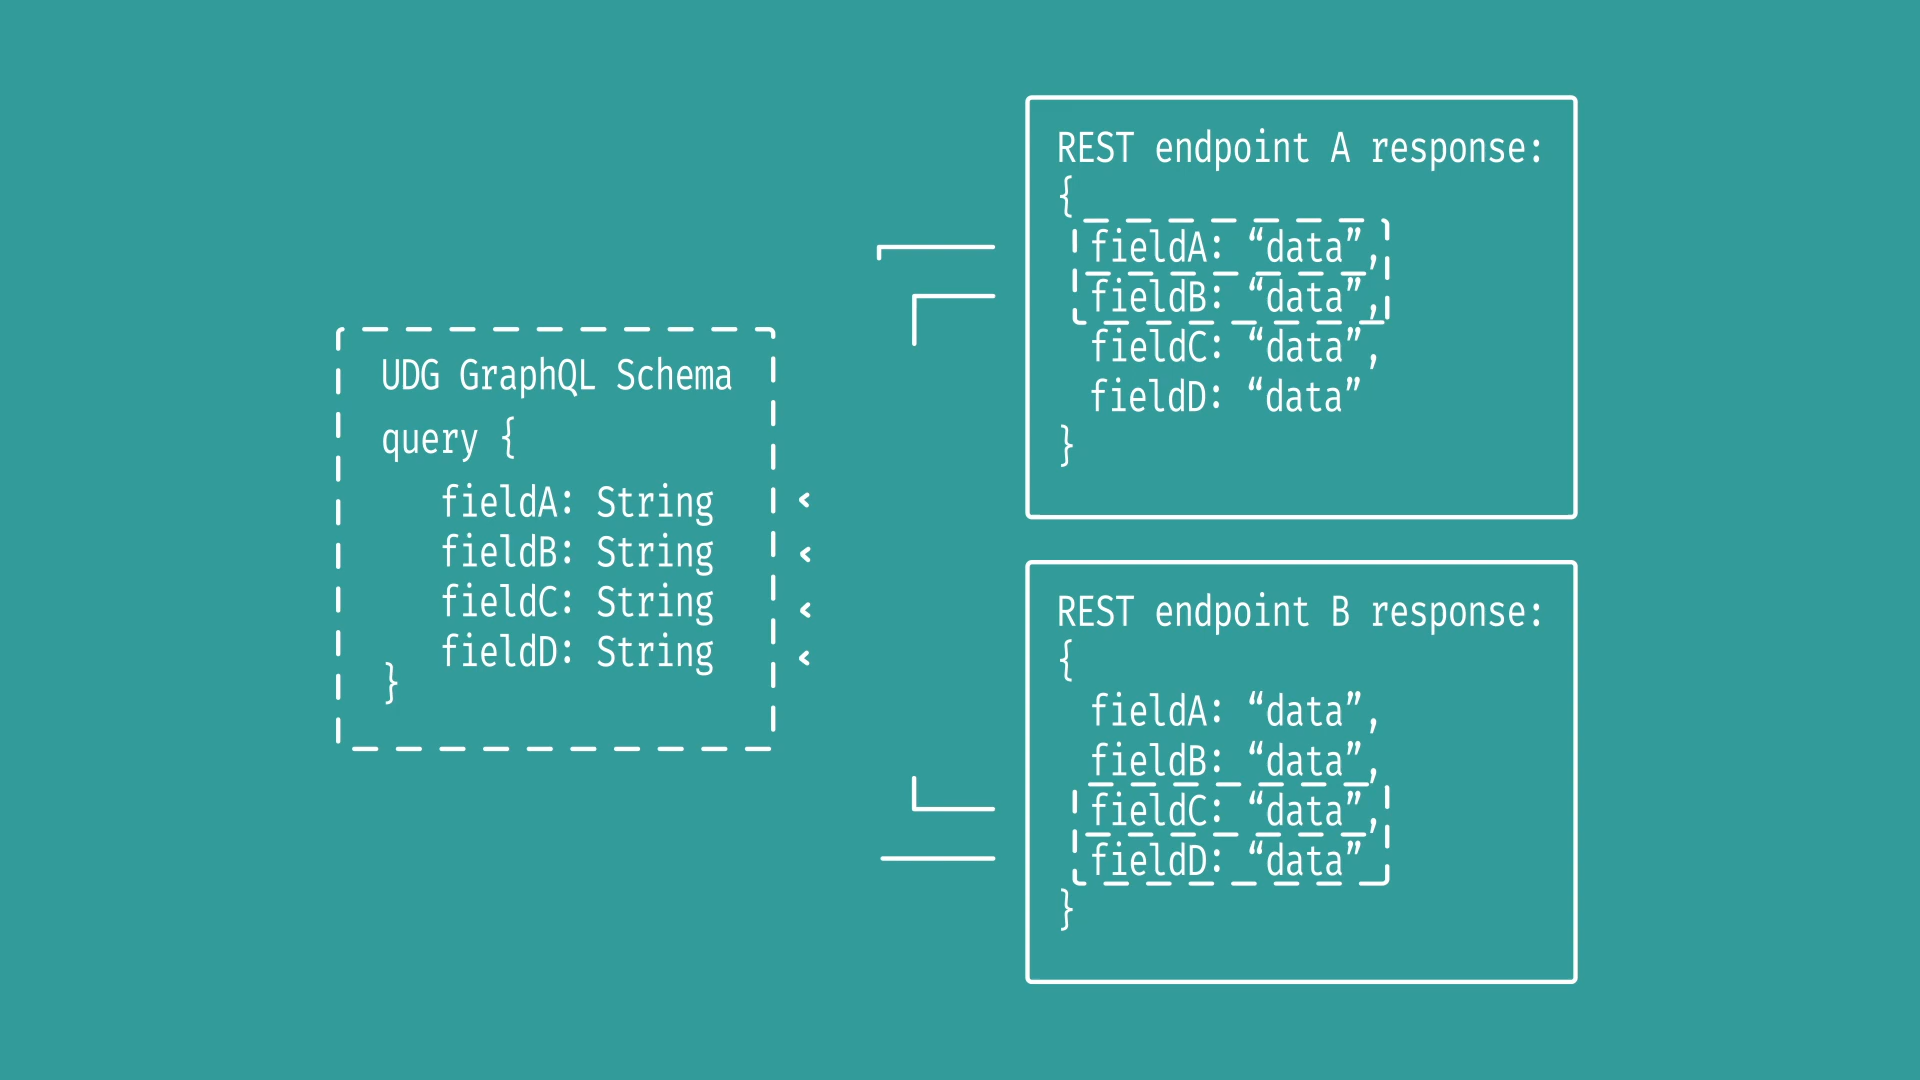 UDG GraphQL Schema
query {
fieldA: String
fieldB: String
fieldC: String
fieldD: String
}
REST endpoint A response:
{
fieldA: “data”,
fieldB: “data”,
fieldC: “data”,
fieldD: “data”
}
REST endpoint B response:
{
fieldA: “data”,
fieldB: “data”,
fieldC: “data”,
fieldD: “data”
}